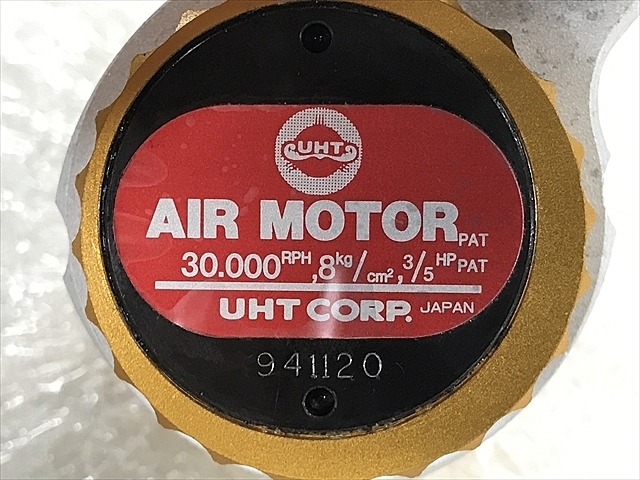 UHT
AIR MOTOR PAT
30.000 RPH, 8 kg/cm², 3/5 HP PAT
UHT CORP. JAPAN
941120